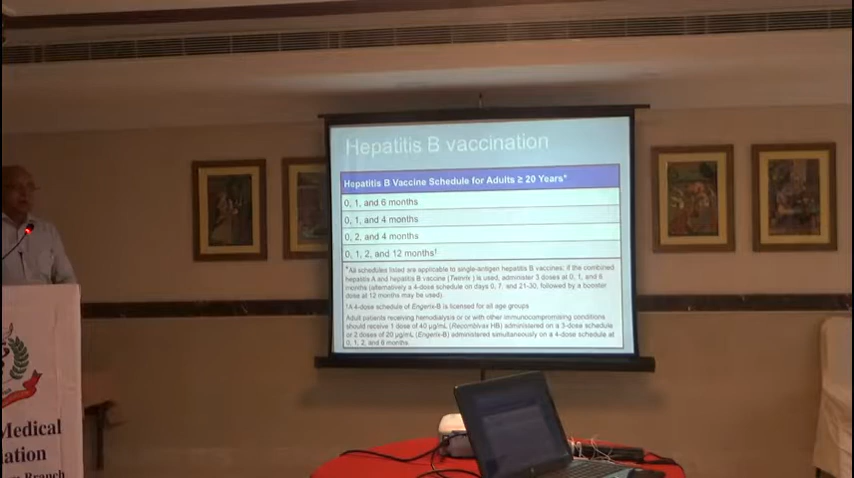 Hepatitis B vaccination
Hepatitis B Vaccine Schedule for Adults ≥ 20 Years*
0, 1, and 6 months
0, 1, and 4 months
0, 2, and 4 months
0, 1, 2, and 12 months†
*All schedules listed are applicable to single-antigen hepatitis B vaccines; if the combined
hepatitis A and hepatitis B vaccine (Twinrix ) is used, administer 3 doses at 0, 1, and 6
months (alternatively a 4-dose schedule on days 0, 7, and 21-30, followed by a booster
dose at 12 months may be used).
†A 4-dose schedule of Engerix-B is licensed for all age groups
Adult patients receiving hemodialysis or or with other immunocompromising conditions
should receive 1 dose of 40 µg/mL (Recombivax HB) administered on a 3-dose schedule
or 2 doses of 20 µg/mL (Engerix-B) administered simultaneously on a 4-dose schedule at
0, 1, 2, and 6 months.
Medical
ation
Branch